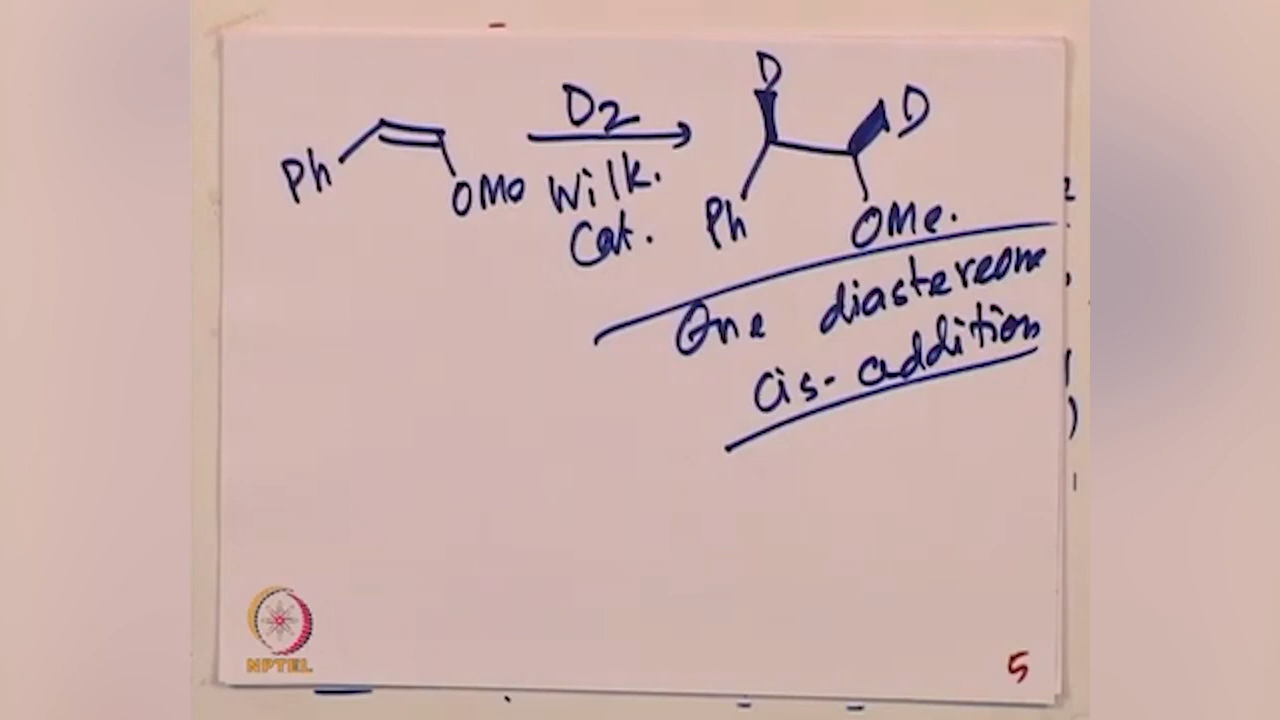 D2
Ph OMe Wilk. Cat. D D Ph OMe.
One diastereome
cis-addition
NPTEL
5